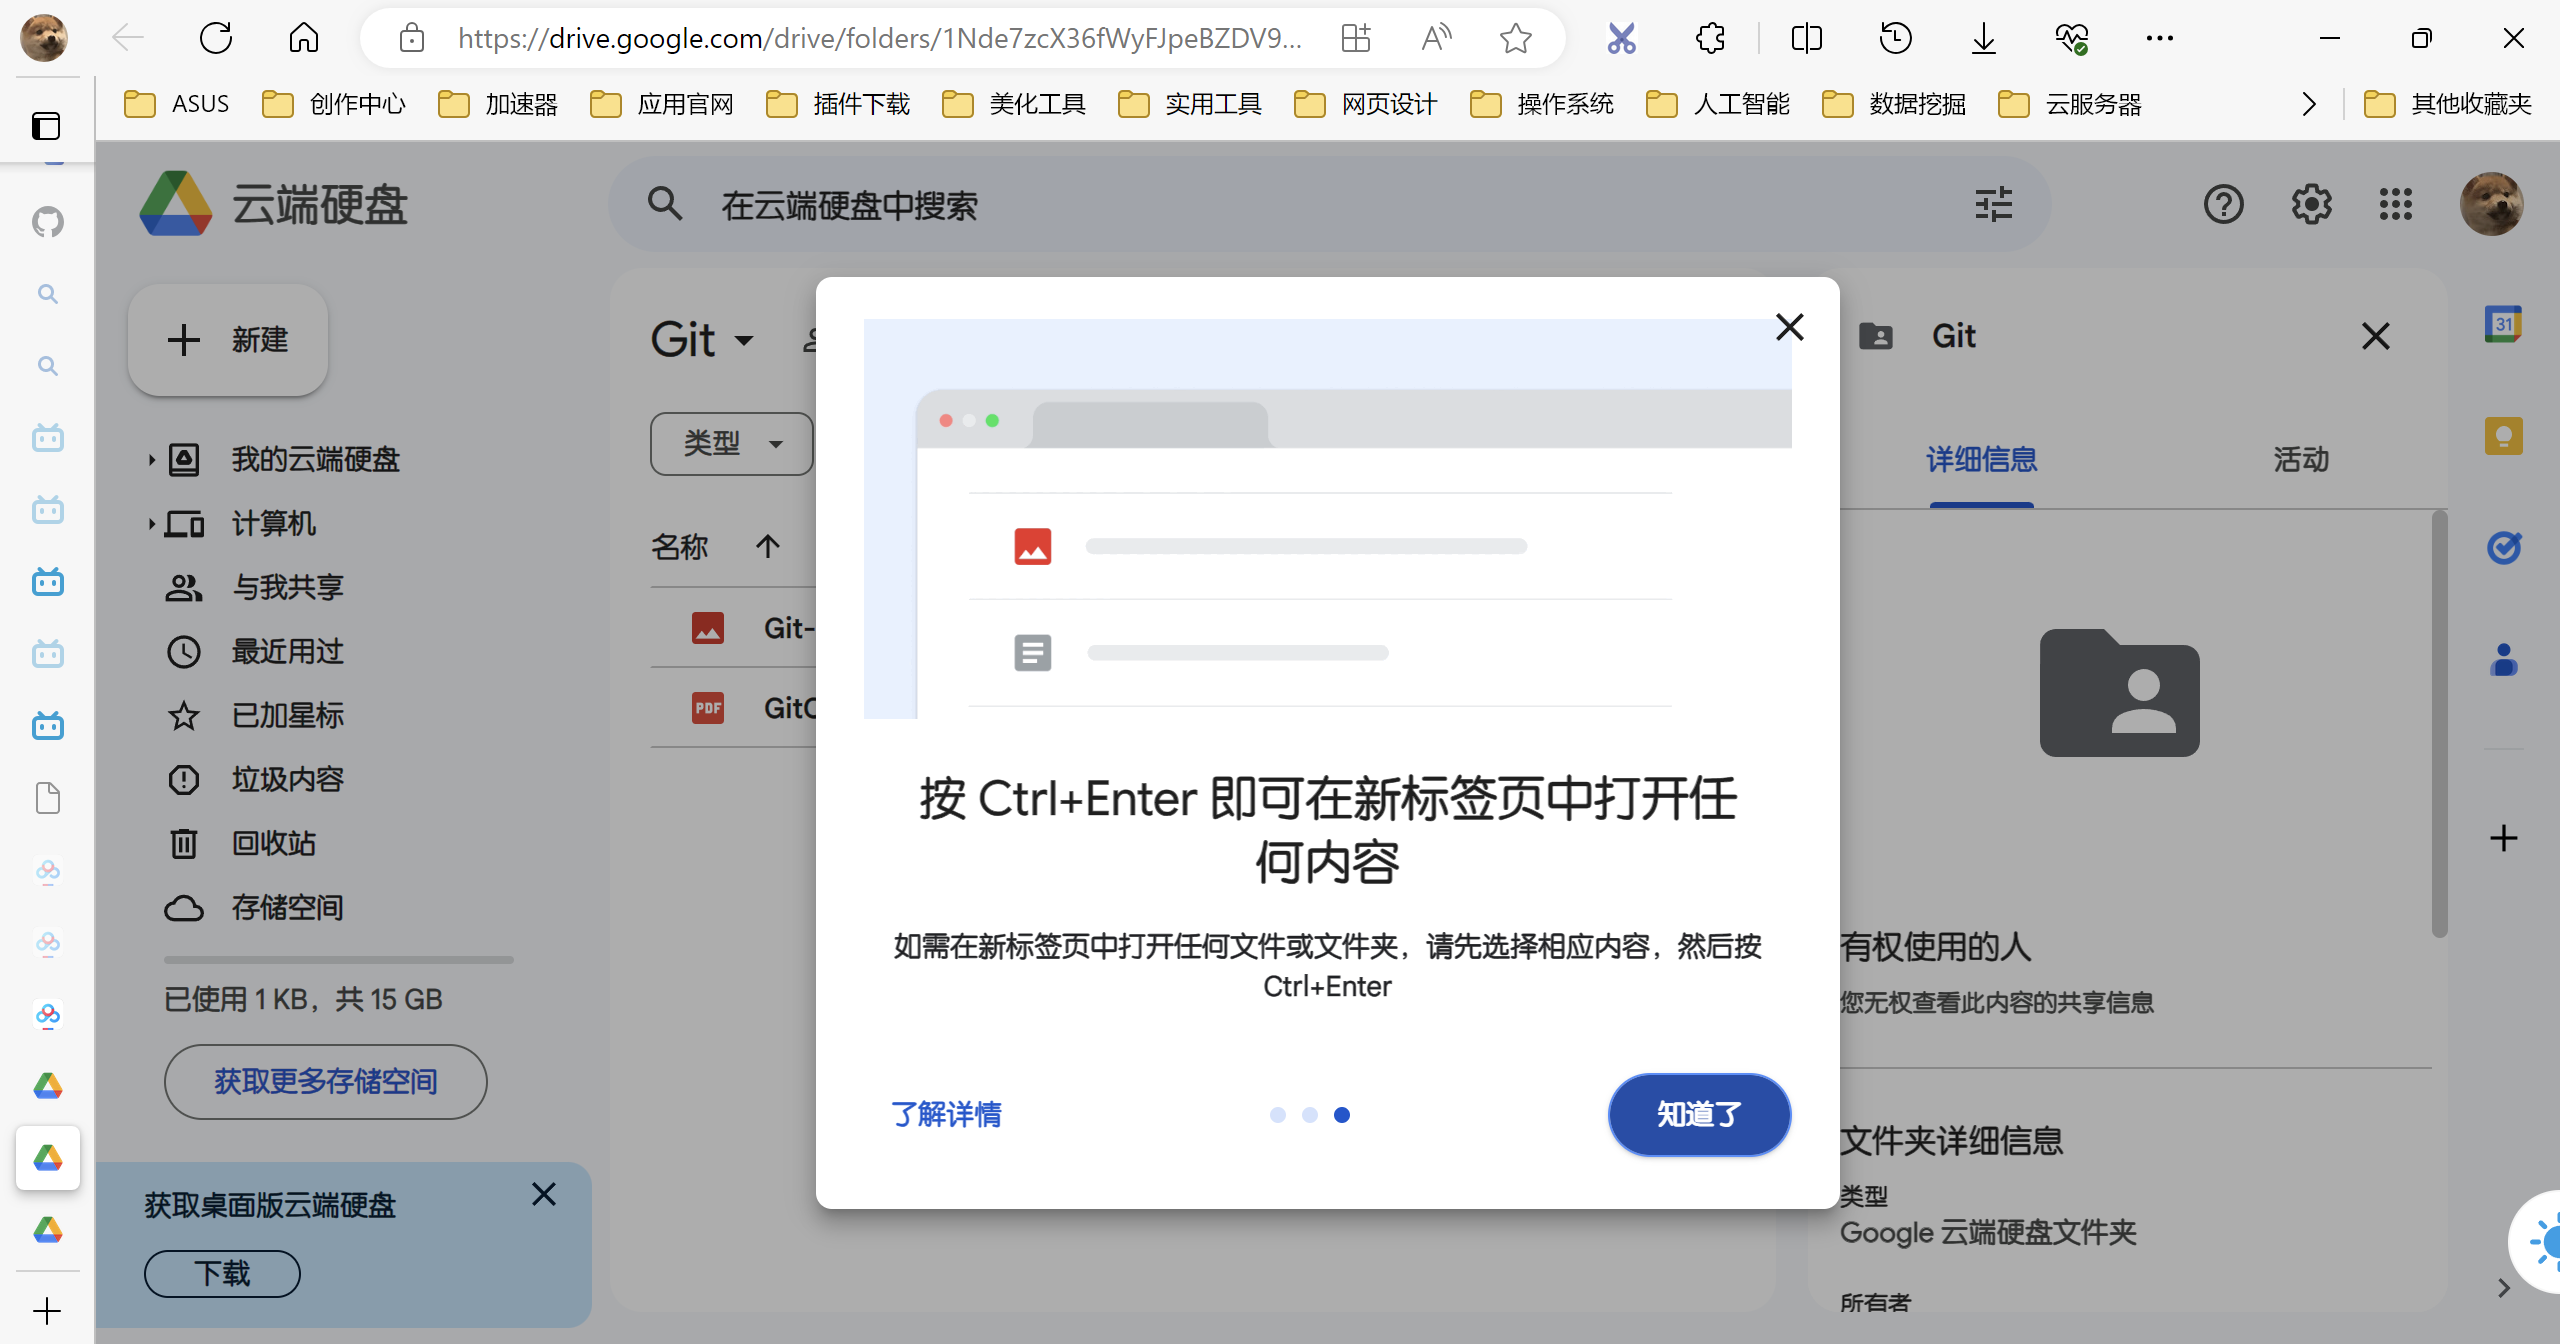 https://drive.google.com/drive/folders/1Nde7zcX36fWyFJpeBZDV9...
ASUS
创作中心
加速器
应用官网
插件下载
美化工具
实用工具
网页设计
操作系统
人工智能
数据挖掘
云服务器
其他收藏夹
云端硬盘
在云端硬盘中搜索
新建
我的云端硬盘
计算机
与我共享
最近用过
已加星标
垃圾内容
回收站
存储空间
已使用 1 KB，共 15 GB
获取更多存储空间
获取桌面版云端硬盘
下载
Git
类型
名称
Git-
PDF
GitC
按 Ctrl+Enter 即可在新标签页中打开任
何内容
如需在新标签页中打开任何文件或文件夹，请先选择相应内容，然后按
Ctrl+Enter
了解详情
知道了
Git
详细信息
活动
有权使用的人
您无权查看此内容的共享信息
文件夹详细信息
类型
Google 云端硬盘文件夹
所有者
31